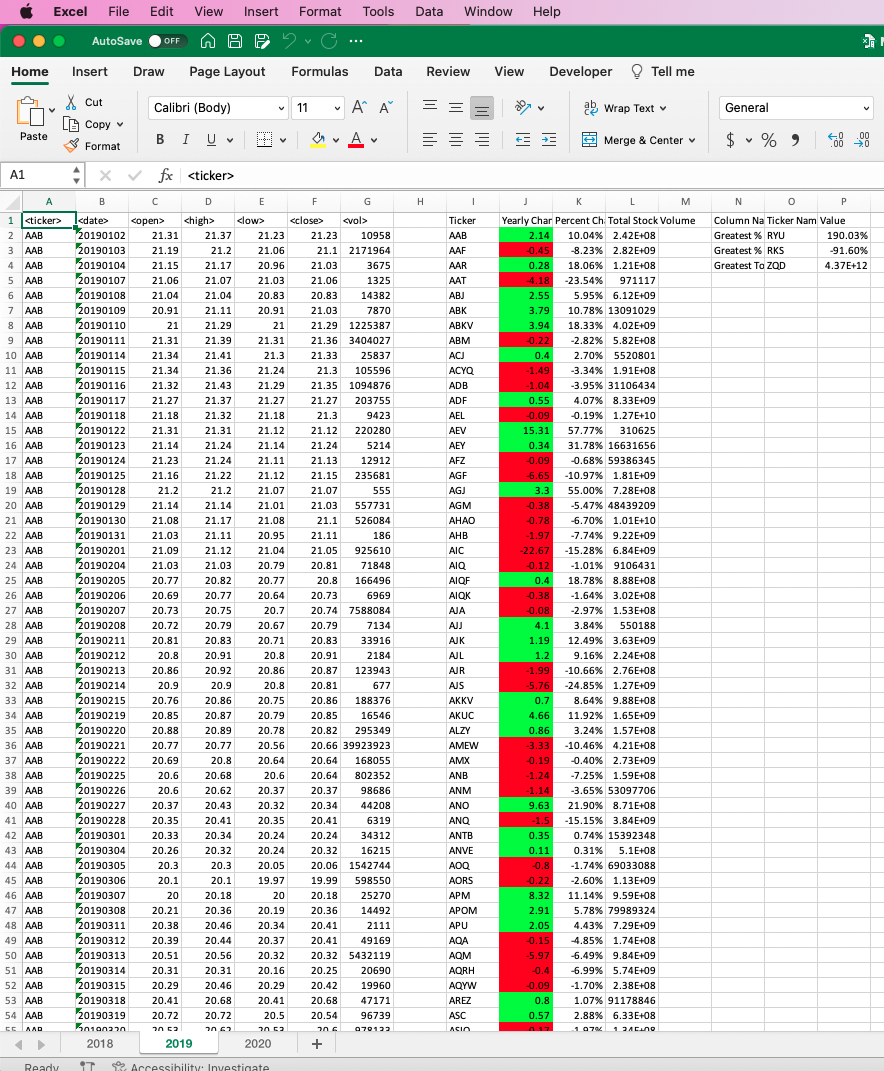 Excel File Edit View Insert Format Tools Data Window Help
AutoSave OFF
Home Insert Draw Page Layout Formulas Data Review View Developer Tell me
Paste Cut Copy Format
Calibri (Body) 11 A A
Wrap Text General
B I U A Merge & Center $ % 9
A1 fx <ticker>
A B C D E F G H I J K L M N O P
1 <ticker> <date> <open> <high> <low> <close> <vol> Ticker Yearly Char Percent Ch Total Stock Volume Column Na Ticker Nam Value
2 AAB 20190102 21.31 21.37 21.23 21.23 10958 AAB 2.14 10.04% 2.42E+08 Greatest % RYU 190.03%
3 AAB 20190103 21.19 21.2 21.06 21.1 2171964 AAF -0.45 -8.23% 2.82E+09 Greatest % RKS -91.60%
4 AAB 20190104 21.15 21.17 20.96 21.03 3675 AAR 0.28 18.06% 1.21E+08 Greatest To ZQD 4.37E+12
5 AAB 20190107 21.06 21.07 21.03 21.06 1325 AAT -4.18 -23.54% 971117
6 AAB 20190108 21.04 21.04 20.83 20.83 14382 ABJ 2.55 5.95% 6.12E+09
7 AAB 20190109 20.91 21.11 20.91 21.03 7870 ABK 3.79 10.78% 13091029
8 AAB 20190110 21 21.29 21 21.29 1225387 ABKV 3.94 18.33% 4.02E+09
9 AAB 20190111 21.31 21.39 21.31 21.36 3404027 ABM -0.22 -2.82% 5.82E+08
10 AAB 20190114 21.34 21.41 21.3 21.33 25837 ACJ 0.4 2.70% 5520801
11 AAB 20190115 21.34 21.36 21.24 21.3 105596 ACYQ -1.49 -3.34% 1.91E+08
12 AAB 20190116 21.32 21.43 21.29 21.35 1094876 ADB -1.04 -3.95% 31106434
13 AAB 20190117 21.27 21.37 21.27 21.27 203755 ADF 0.55 4.07% 8.33E+09
14 AAB 20190118 21.18 21.32 21.18 21.3 9423 AEL -0.09 -0.19% 1.27E+10
15 AAB 20190122 21.31 21.31 21.12 21.12 220280 AEV 15.31 57.77% 310625
16 AAB 20190123 21.14 21.24 21.14 21.24 5214 AEY 0.34 31.78% 16631656
17 AAB 20190124 21.23 21.24 21.11 21.13 12912 AFZ -0.09 -0.68% 59386345
18 AAB 20190125 21.16 21.22 21.12 21.15 235681 AGF -6.65 -10.97% 1.81E+09
19 AAB 20190128 21.2 21.2 21.07 21.07 555 AGJ 3.3 55.00% 7.28E+08
20 AAB 20190129 21.14 21.14 21.01 21.03 557731 AGM -0.38 -5.47% 48439209
21 AAB 20190130 21.08 21.17 21.08 21.1 526084 AHAO -0.78 -6.70% 1.01E+10
22 AAB 20190131 21.03 21.11 20.95 21.11 186 AHB -1.97 -7.74% 9.22E+09
23 AAB 20190201 21.09 21.12 21.04 21.05 925610 AIC -22.67 -15.28% 6.84E+09
24 AAB 20190204 21.03 21.03 20.79 20.81 71848 AIQ -0.12 -1.01% 9106431
25 AAB 20190205 20.77 20.82 20.77 20.8 166496 AIQF 0.4 18.78% 8.88E+08
26 AAB 20190206 20.69 20.77 20.64 20.73 6969 AIQK -0.38 -1.64% 3.02E+08
27 AAB 20190207 20.73 20.75 20.7 20.74 7588084 AJA -0.08 -2.97% 1.53E+08
28 AAB 20190208 20.72 20.79 20.67 20.79 7134 AJJ 4.1 3.84% 550188
29 AAB 20190211 20.81 20.83 20.71 20.83 33916 AJK 1.19 12.49% 3.63E+09
30 AAB 20190212 20.8 20.91 20.8 20.91 2184 AJL 1.2 9.16% 2.24E+08
31 AAB 20190213 20.86 20.92 20.86 20.87 123943 AJR -1.99 -10.66% 2.76E+08
32 AAB 20190214 20.9 20.9 20.8 20.81 677 AJS -5.76 -24.85% 1.27E+09
33 AAB 20190215 20.76 20.86 20.75 20.86 188376 AKKV 0.7 8.64% 9.88E+08
34 AAB 20190219 20.85 20.87 20.79 20.85 16546 AKUC 4.66 11.92% 1.65E+09
35 AAB 20190220 20.88 20.89 20.78 20.82 295349 ALZY 0.86 3.24% 1.57E+08
36 AAB 20190221 20.77 20.77 20.56 20.66 39923923 AMEW -3.33 -10.46% 4.21E+08
37 AAB 20190222 20.69 20.8 20.64 20.64 168055 AMX -0.19 -0.40% 2.73E+09
38 AAB 20190225 20.6 20.68 20.6 20.64 802352 ANB -1.24 -7.25% 1.59E+08
39 AAB 20190226 20.6 20.62 20.37 20.37 98686 ANM -1.14 -3.65% 53097706
40 AAB 20190227 20.37 20.43 20.32 20.34 44208 ANO 9.63 21.90% 8.71E+08
41 AAB 20190228 20.35 20.41 20.35 20.41 6319 ANQ -1.5 -15.15% 3.84E+09
42 AAB 20190301 20.33 20.34 20.24 20.24 34312 ANTB 0.35 0.74% 15392348
43 AAB 20190304 20.26 20.32 20.24 20.32 16215 ANVE 0.11 0.31% 5.1E+08
44 AAB 20190305 20.3 20.3 20.05 20.06 1542744 AOQ -0.8 -1.74% 69033088
45 AAB 20190306 20.1 20.1 19.97 19.99 598550 AORS -0.22 -2.60% 1.13E+09
46 AAB 20190307 20 20.18 20 20.18 25270 APM 8.32 11.14% 9.59E+08
47 AAB 20190308 20.21 20.36 20.19 20.36 14492 APOM 2.91 5.78% 79989324
48 AAB 20190311 20.38 20.46 20.34 20.41 2111 APU 2.05 4.43% 7.29E+09
49 AAB 20190312 20.39 20.44 20.37 20.41 49169 AQA -0.15 -4.85% 1.74E+08
50 AAB 20190313 20.51 20.56 20.32 20.32 5432119 AQM -5.97 -6.49% 9.84E+09
51 AAB 20190314 20.31 20.31 20.16 20.25 20690 AQRH -0.4 -6.99% 5.74E+09
52 AAB 20190315 20.29 20.46 20.29 20.42 19960 AQYW -0.09 -1.70% 2.38E+08
53 AAB 20190318 20.41 20.68 20.41 20.68 47171 AREZ 0.8 1.07% 91178846
54 AAB 20190319 20.72 20.72 20.5 20.54 96739 ASC 0.57 2.88% 6.33E+08
55 AAB 20190320 20.53 20.62 20.53 20.6 978133 ASIO -0.17 -1.97% 1.34E+08
2018 2019 2020 +
Ready Accessibility: Investigate